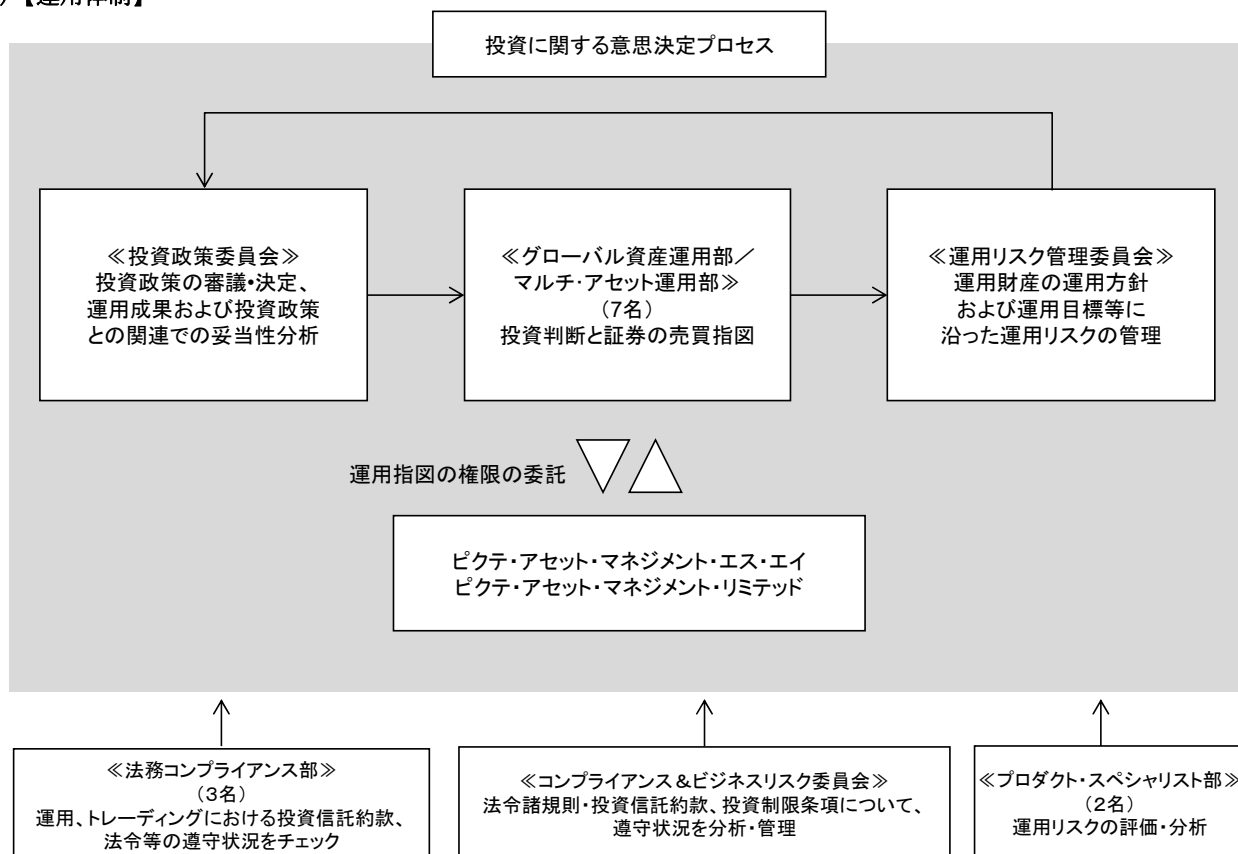 ）【運用体制】
投資に関する意思決定プロセス
≪投資政策委員会≫
投資政策の審議・決定、
運用成果および投資政策
との関連での妥当性分析
≪グローバル資産運用部／
マルチ・アセット運用部≫
（7名）
投資判断と証券の売買指図
≪運用リスク管理委員会≫
運用財産の運用方針
および運用目標等に
沿った運用リスクの管理
運用指図の権限の委託
ピクテ・アセット・マネジメント・エス・エイ
ピクテ・アセット・マネジメント・リミテッド
≪法務コンプライアンス部≫
（3名）
運用、トレーディングにおける投資信託約款、
法令等の遵守状況をチェック
≪コンプライアンス＆ビジネスリスク委員会≫
法令諸規則・投資信託約款、投資制限条項について、
遵守状況を分析・管理
≪プロダクト・スペシャリスト部≫
（2名）
運用リスクの評価・分析